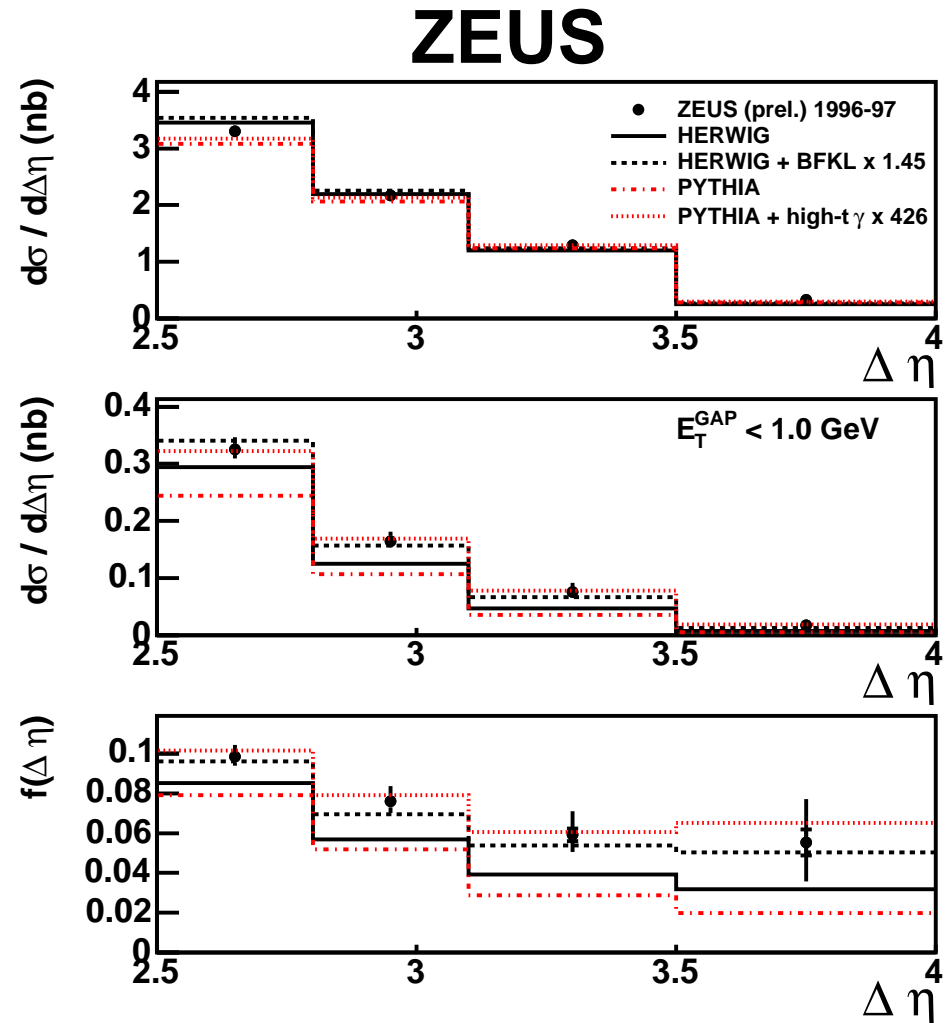 ZEUS
dσ / dΔη (nb)
4
3
2
1
0
ZEUS (prel.) 1996-97
HERWIG
HERWIG + BFKL x 1.45
PYTHIA
PYTHIA + high-t γ x 426
2.5
3
3.5
4
Δ η
dσ / dΔη (nb)
0.4
0.3
0.2
0.1
0
E_T^GAP < 1.0 GeV
2.5
3
3.5
4
Δ η
f(Δ η)
0.1
0.08
0.06
0.04
0.02
0
2.5
3
3.5
4
Δ η